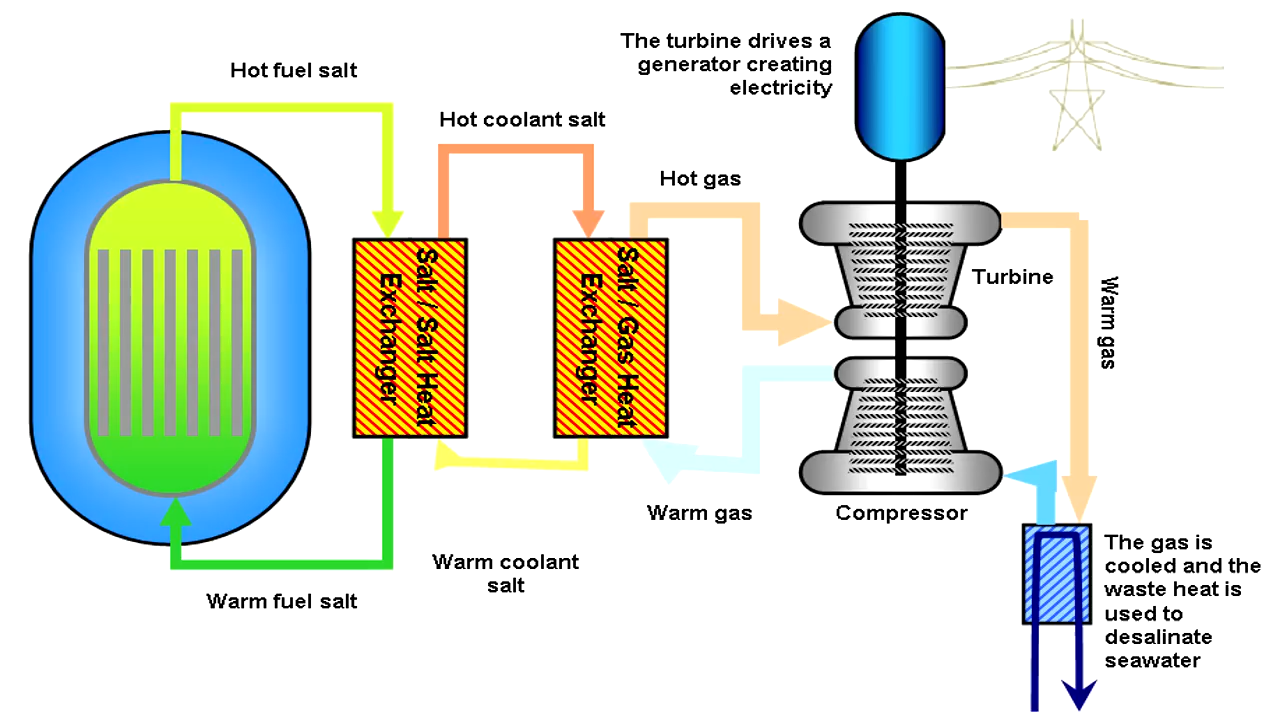 The turbine drives a
generator creating
electricity
Hot fuel salt
Hot coolant salt
Hot gas
Salt / Salt Heat
Exchanger
Salt / Gas Heat
Exchanger
Turbine
Warm gas
Warm gas
Compressor
Warm coolant
salt
Warm fuel salt
The gas is
cooled and the
waste heat is
used to
desalinate
seawater